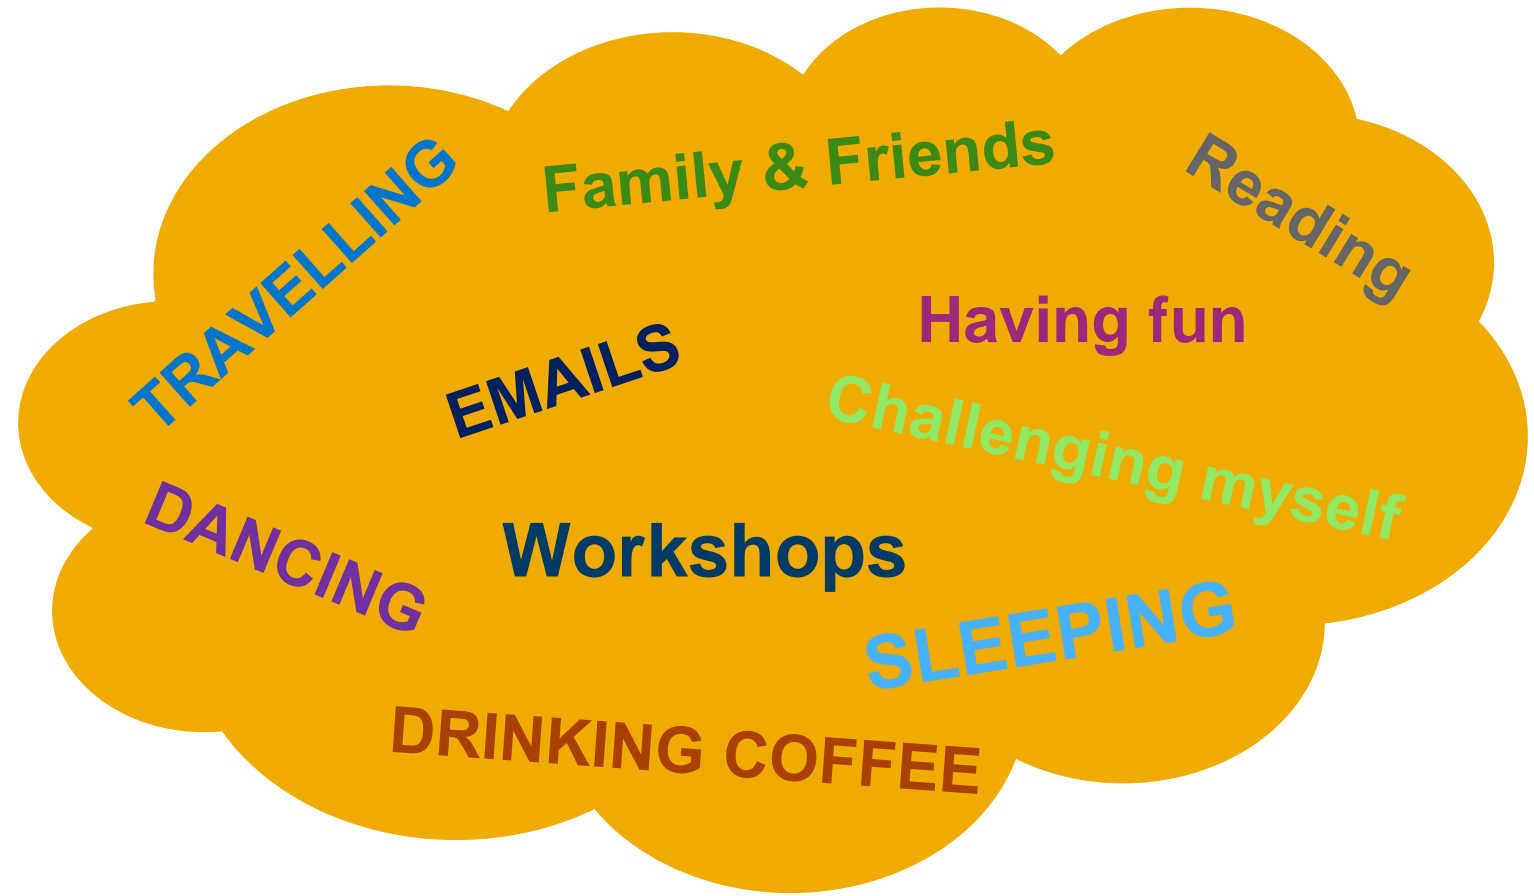 TRAVELLING
Family & Friends
Reading
Having fun
EMAILS
Challenging myself
DANCING
Workshops
SLEEPING
DRINKING COFFEE